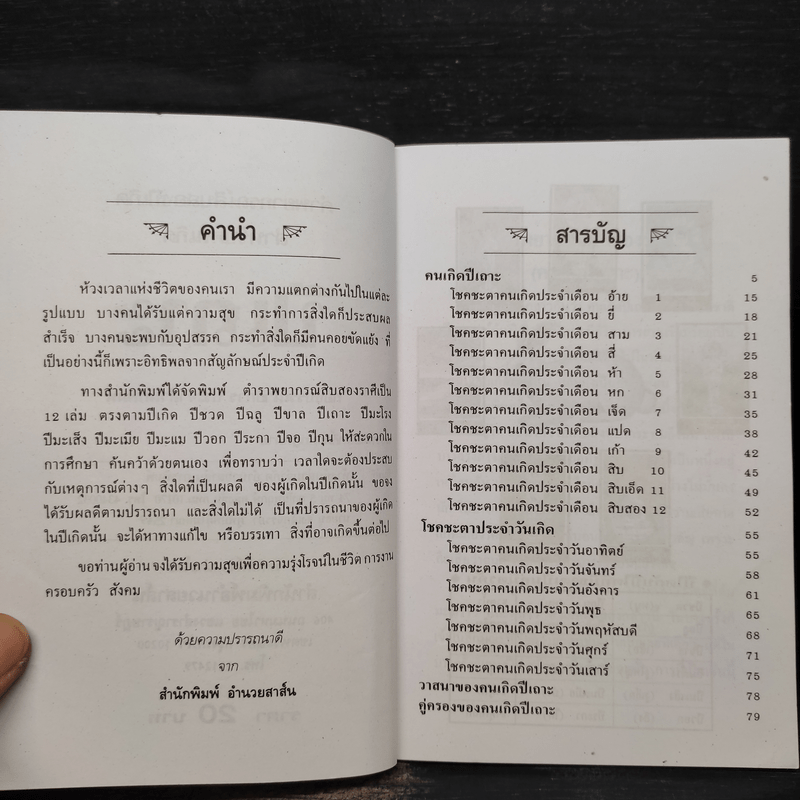 คำนำ
ห้วงเวลาแห่งชีวิตของคนเรา มีความแตกต่างกันไปในแต่ละ
รูปแบบ บางคนได้รับแต่ความสุข กระทำการสิ่งใดก็ประสบผล
สำเร็จ บางคนจะพบกับอุปสรรค กระทำสิ่งใดก็มีคนคอยขัดแย้ง ที่
เป็นอย่างนี้ก็เพราะอิทธิพลจากสัญลักษณ์ประจำปีเกิด
ทางสำนักพิมพ์ได้จัดพิมพ์ ตำราพยากรณ์สิบสองราศีเป็น
12 เล่ม ตรงตามปีเกิด ปีชวด ปีฉลู ปีขาล ปีเถาะ ปีมะโรง
ปีมะเส็ง ปีมะเมีย ปีมะแม ปีวอก ปีระกา ปีจอ ปีกุน ให้สะดวกใน
การศึกษา ค้นคว้าด้วยตนเอง เพื่อทราบว่า เวลาใดจะต้องประสบ
กับเหตุการณ์ต่างๆ สิ่งใดที่เป็นผลดี ของผู้เกิดในปีเกิดนั้น ขอจง
ได้รับผลดีตามปรารถนา และสิ่งใดไม่ได้ เป็นที่ปรารถนาของผู้เกิด
ในปีเกิดนั้น จะได้หาทางแก้ไข หรือบรรเทา สิ่งที่อาจเกิดขึ้นต่อไป
ขอท่านผู้อ่าน จงได้รับความสุขเพื่อความรุ่งโรจน์ในชีวิต การงาน
ครอบครัว สังคม
ด้วยความปรารถนาดี
จาก
สำนักพิมพ์ อำนวยสาส์น
สารบัญ
คนเกิดปีเถาะ 5
โชคชะตาคนเกิดประจำเดือน อ้าย 1 15
โชคชะตาคนเกิดประจำเดือน ยี่ 2 18
โชคชะตาคนเกิดประจำเดือน สาม 3 21
โชคชะตาคนเกิดประจำเดือน สี่ 4 25
โชคชะตาคนเกิดประจำเดือน ห้า 5 28
โชคชะตาคนเกิดประจำเดือน หก 6 31
โชคชะตาคนเกิดประจำเดือน เจ็ด 7 35
โชคชะตาคนเกิดประจำเดือน แปด 8 38
โชคชะตาคนเกิดประจำเดือน เก้า 9 42
โชคชะตาคนเกิดประจำเดือน สิบ 10 45
โชคชะตาคนเกิดประจำเดือน สิบเอ็ด 11 49
โชคชะตาคนเกิดประจำเดือน สิบสอง 12 52
โชคชะตาประจำวันเกิด 55
โชคชะตาคนเกิดประจำวันอาทิตย์ 55
โชคชะตาคนเกิดประจำวันจันทร์ 58
โชคชะตาคนเกิดประจำวันอังคาร 61
โชคชะตาคนเกิดประจำวันพุธ 65
โชคชะตาคนเกิดประจำวันพฤหัสบดี 68
โชคชะตาคนเกิดประจำวันศุกร์ 71
โชคชะตาคนเกิดประจำวันเสาร์ 75
วาสนาของคนเกิดปีเถาะ 78
คู่ครองของคนเกิดปีเถาะ 79